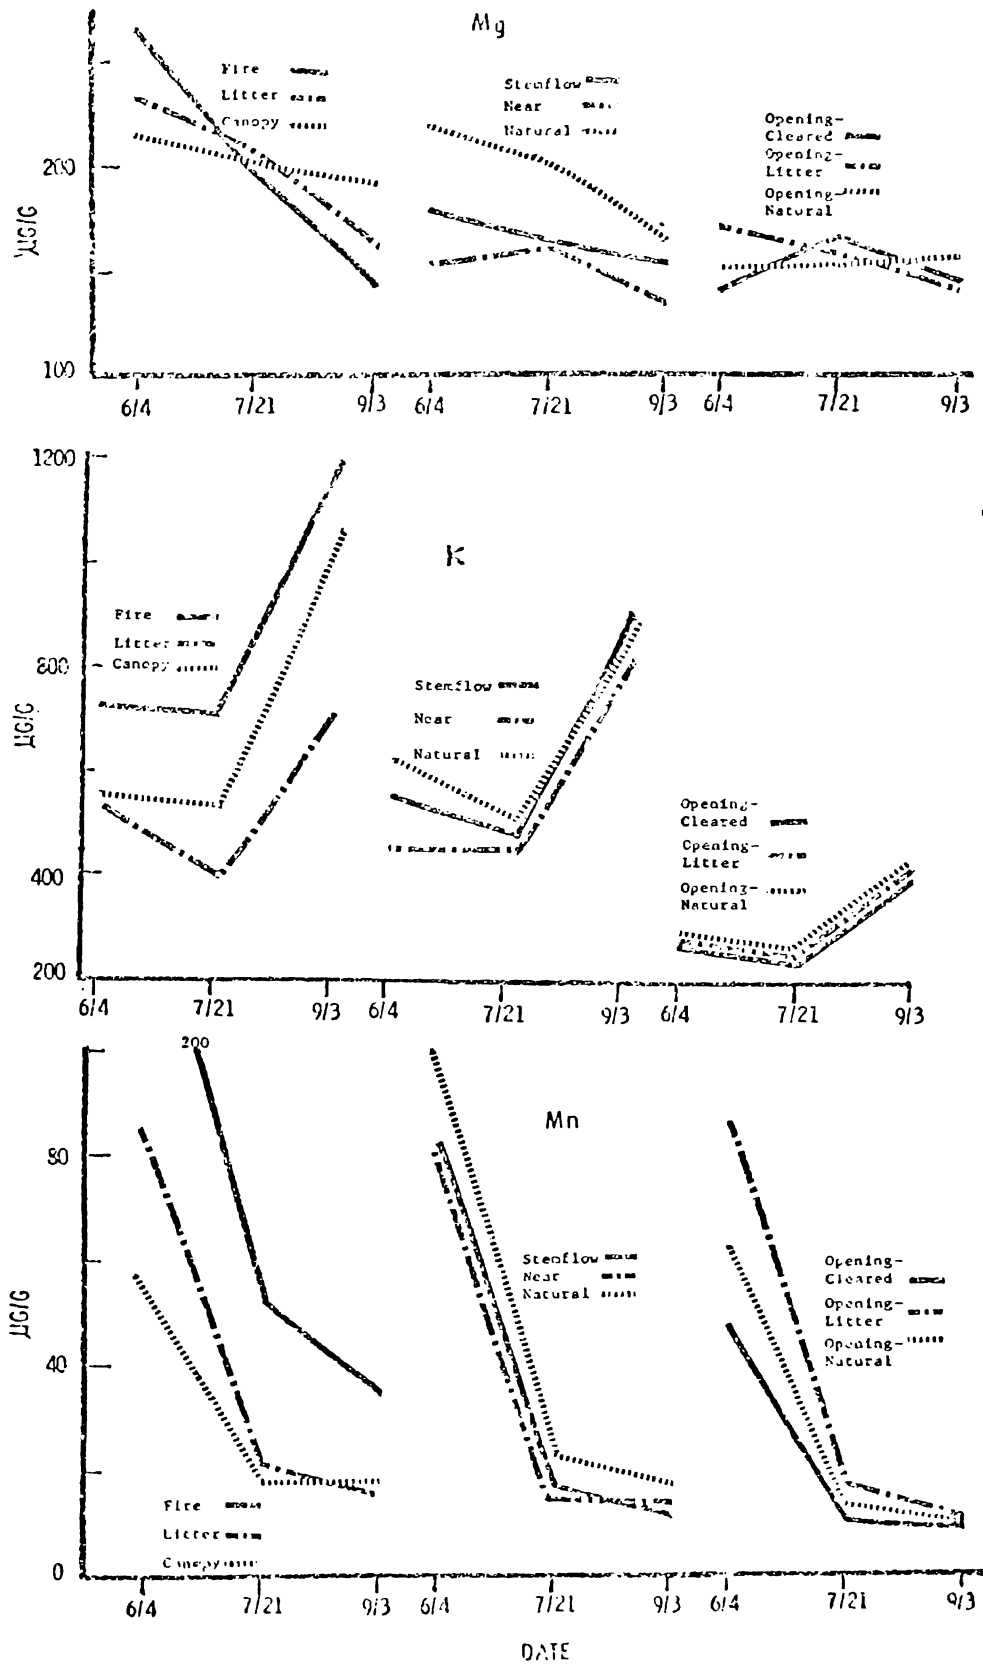 Mg
Fire
Litter
Canopy
Stemflow
Near
Natural
Opening-
Cleared
Opening-
Litter
Opening-
Natural
200
100
µG/G
6/4 7/21 9/3 6/4 7/21 9/3 6/4 7/21 9/3
K
1200
800
400
200
µG/G
Fire
Litter
Canopy
Stemflow
Near
Natural
Opening-
Cleared
Opening-
Litter
Opening-
Natural
6/4 7/21 9/3 6/4 7/21 9/3 6/4 7/21 9/3
200
Mn
80
40
0
µG/G
Stemflow
Near
Natural
Opening-
Cleared
Opening-
Litter
Opening-
Natural
Fire
Litter
Canopy
6/4 7/21 9/3 6/4 7/21 9/3 6/4 7/21 9/3
DATE